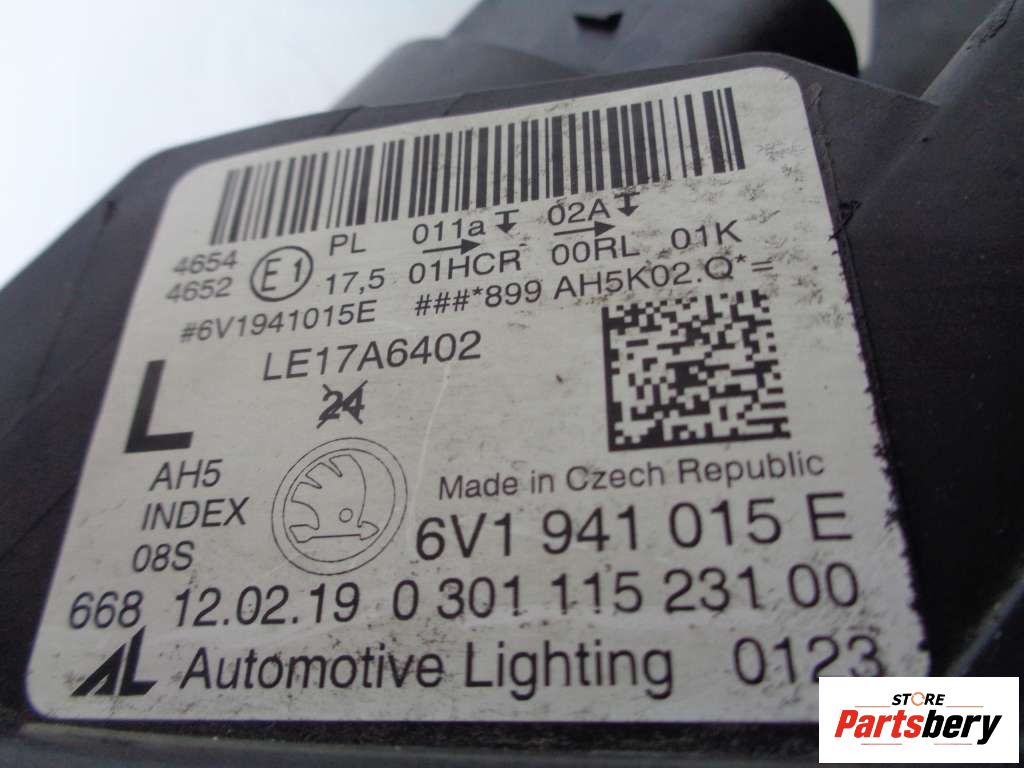 PL 011a 02A
4654 E1 17,5 01HCR 00RL 01K
4652
#6V1941015E ###*899 AH5K02.Q*=
LE17A6402
24
L
AH5
INDEX
08S
Made in Czech Republic
6V1 941 015 E
668 12.02.19 0 301 115 231 00
AL Automotive Lighting 0123
STORE
Partsbery